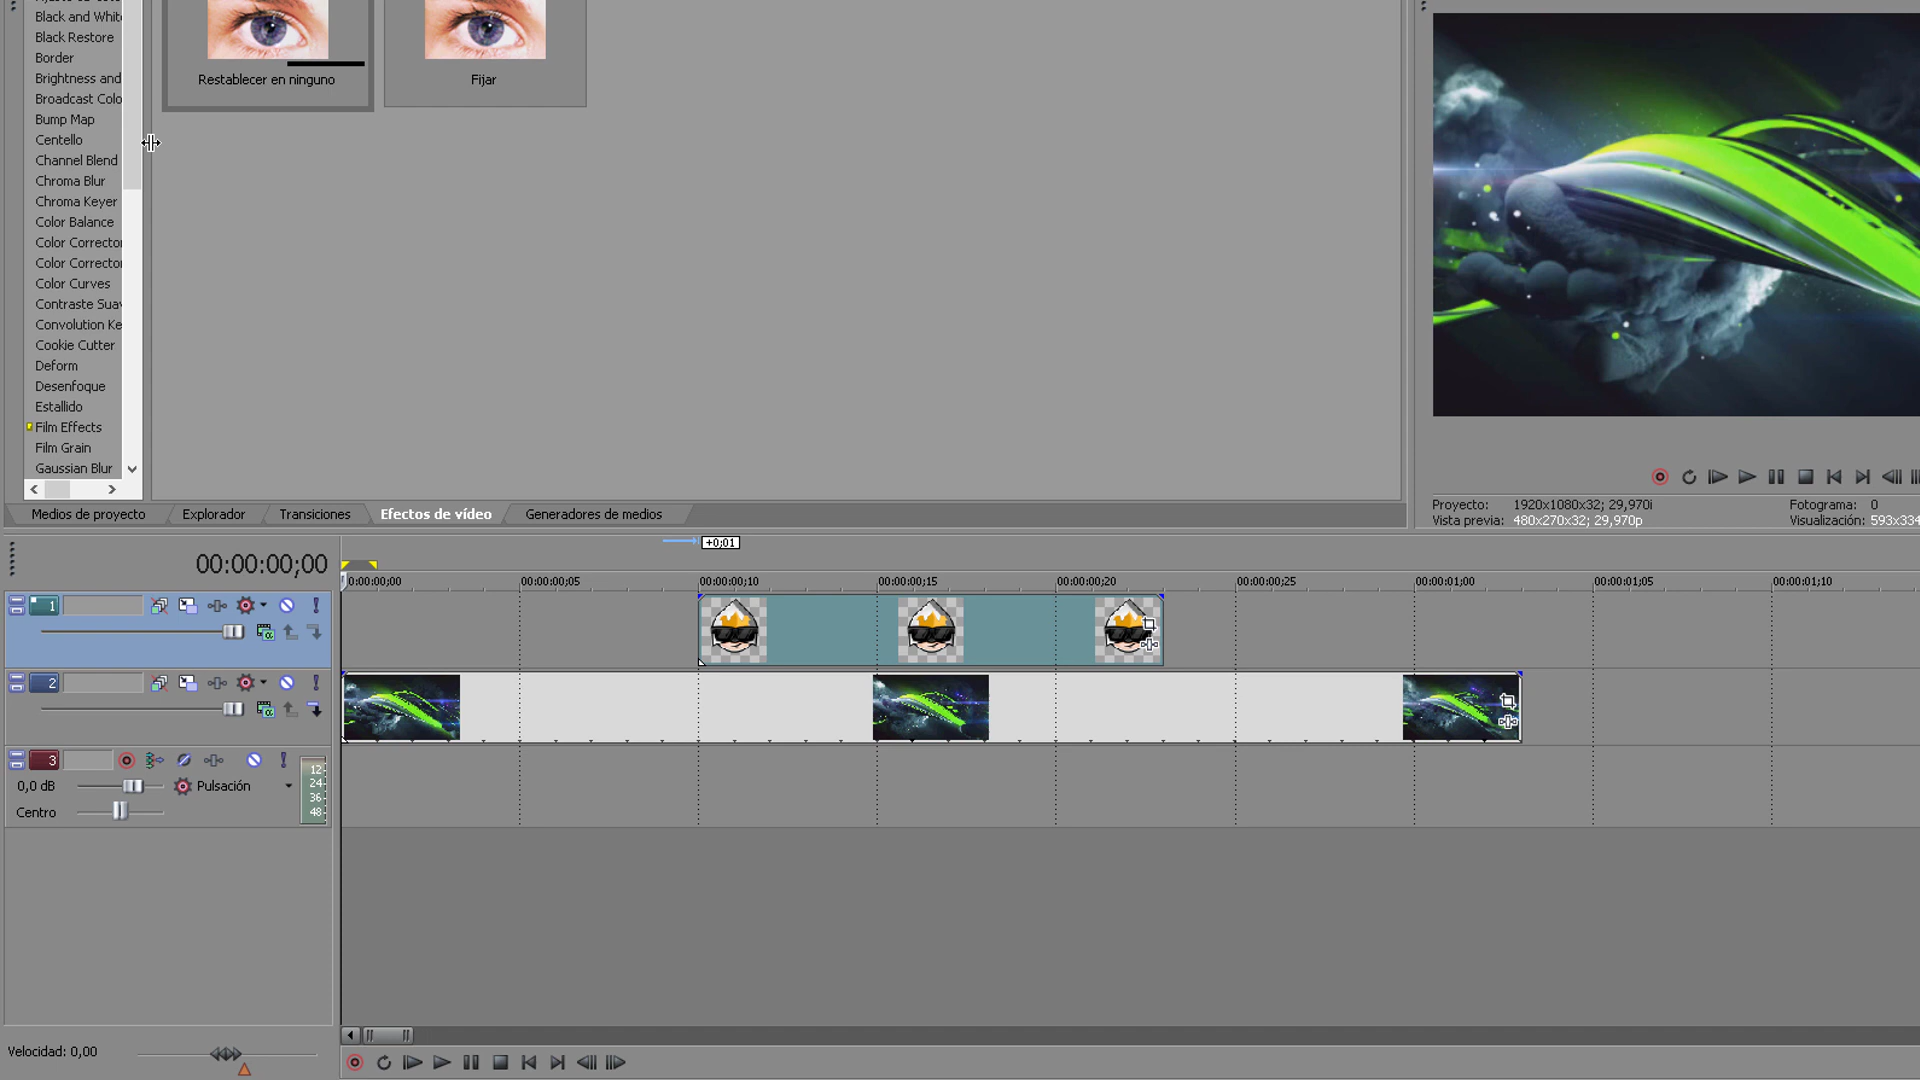 Black and White
Black Restore
Border
Brightness and
Broadcast Colo
Bump Map
Centello
Channel Blend
Chroma Blur
Chroma Keyer
Color Balance
Color Corrector
Color Corrector
Color Curves
Contraste Sua
Convolution Ke
Cookie Cutter
Deform
Desenfoque
Estallido
Film Effects
Film Grain
Gaussian Blur
Restablecer en ninguno
Fijar
Medios de proyecto
Explorador
Transiciones
Efectos de vídeo
Generadores de medios
Proyecto: 1920x1080x32; 29,970i
Vista previa: 480x270x32; 29,970p
Fotograma: 0
Visualización: 593x334
00:00:00;00
+0;01
0:00:00;00
00:00:00;05
00:00:00;10
00:00:00;15
00:00:00;20
00:00:00;25
00:00:01;00
00:00:01;05
00:00:01;10
1
2
3
0,0 dB
Pulsación
Centro
12
24
36
48
Velocidad: 0,00